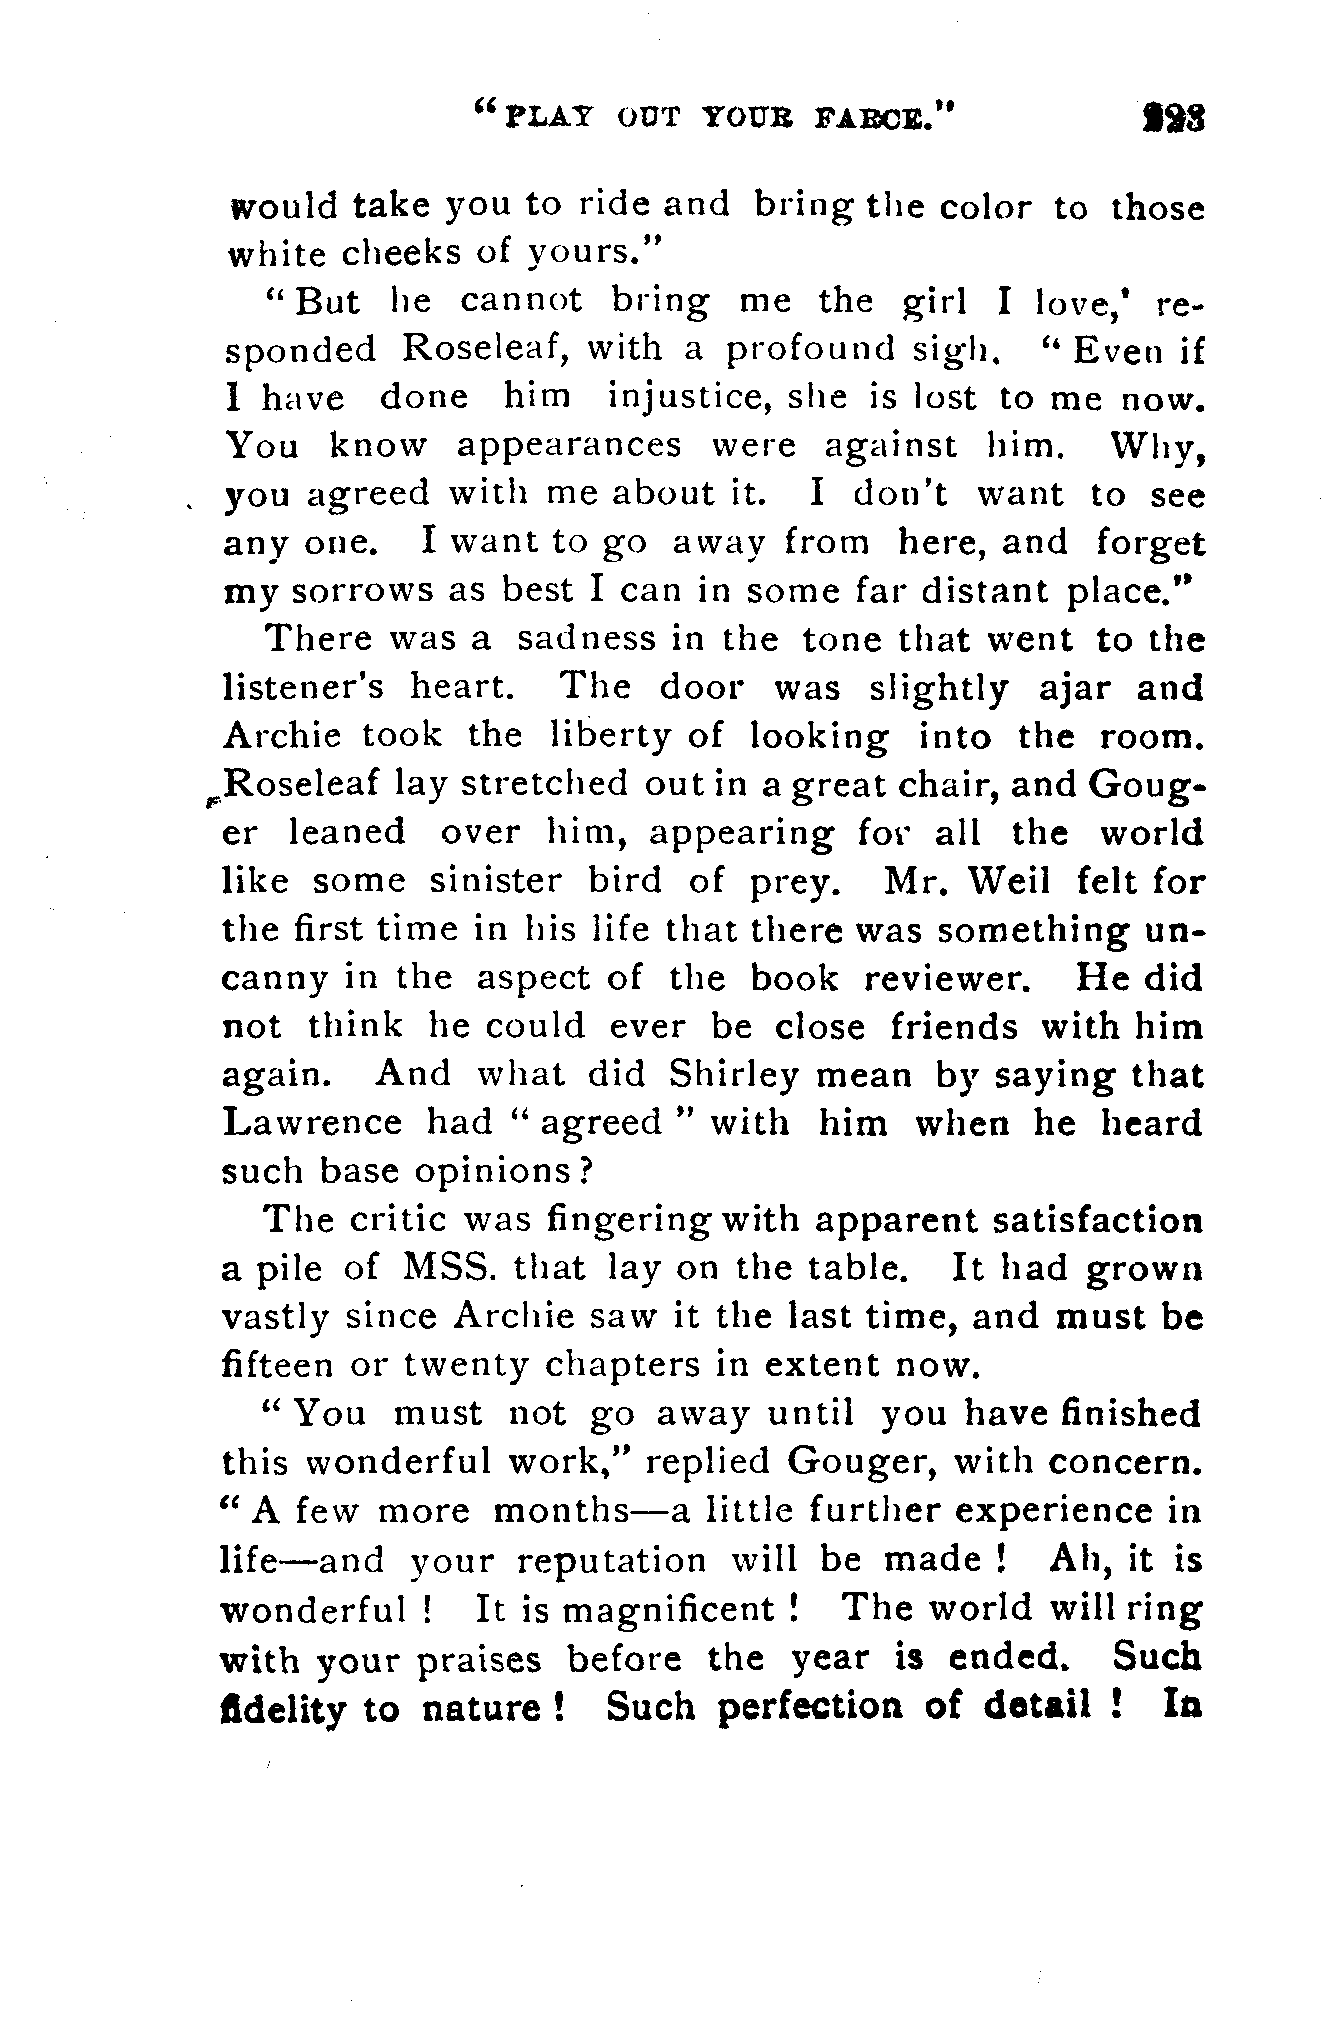 “PLAY OUT YOUR FARCE.” 223
would take you to ride and bring the color to those
white cheeks of yours.”
“But he cannot bring me the girl I love,’ re-
sponded Roseleaf, with a profound sigh. “Even if
I have done him injustice, she is lost to me now.
You know appearances were against him. Why,
you agreed with me about it. I don't want to see
any one. I want to go away from here, and forget
my sorrows as best I can in some far distant place.”
There was a sadness in the tone that went to the
listener's heart. The door was slightly ajar and
Archie took the liberty of looking into the room.
Roseleaf lay stretched out in a great chair, and Goug-
er leaned over him, appearing for all the world
like some sinister bird of prey. Mr. Weil felt for
the first time in his life that there was something un-
canny in the aspect of the book reviewer. He did
not think he could ever be close friends with him
again. And what did Shirley mean by saying that
Lawrence had “agreed” with him when he heard
such base opinions?
The critic was fingering with apparent satisfaction
a pile of MSS. that lay on the table. It had grown
vastly since Archie saw it the last time, and must be
fifteen or twenty chapters in extent now.
“You must not go away until you have finished
this wonderful work,” replied Gouger, with concern.
“A few more months—a little further experience in
life—and your reputation will be made! Ah, it is
wonderful! It is magnificent! The world will ring
with your praises before the year is ended. Such
fidelity to nature! Such perfection of detail! In